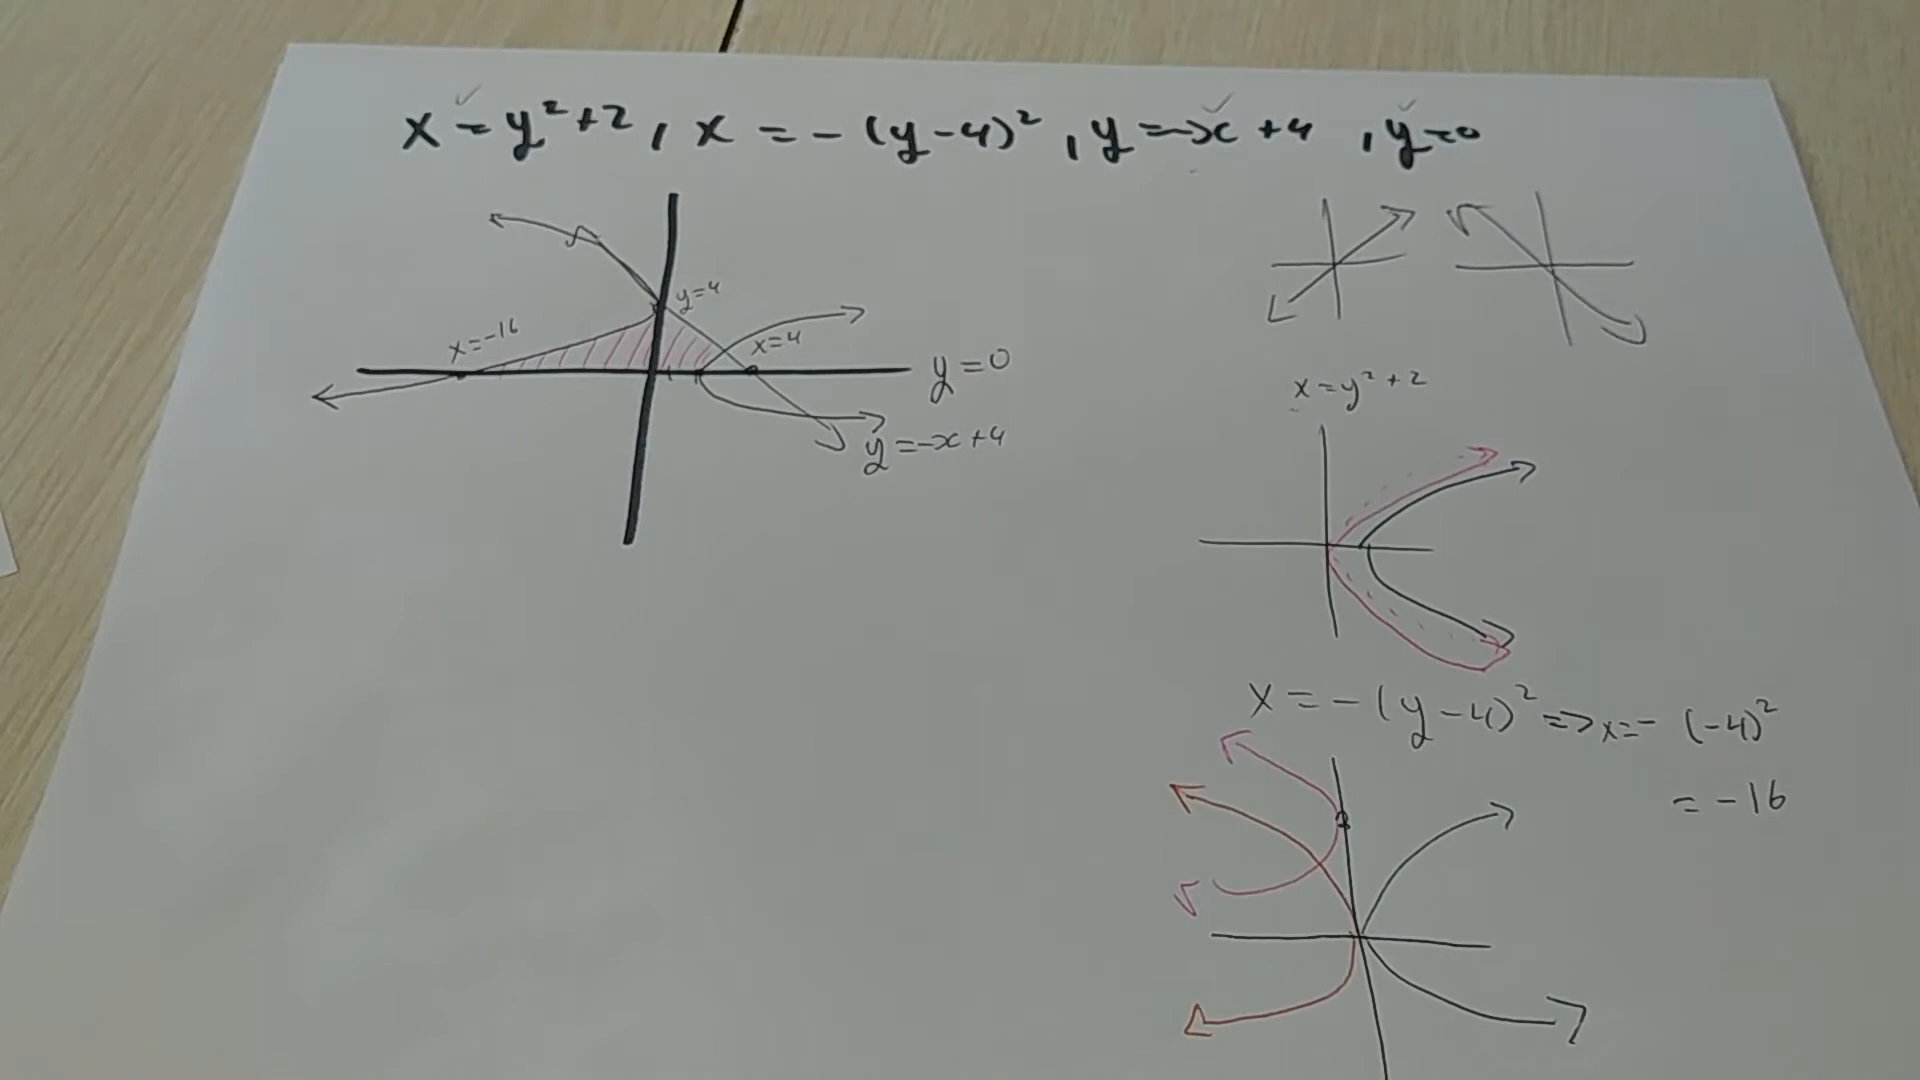 x = y² + 2 , x = - (y - 4)² , y = -x + 4 , y = 0
y = 4
x = -16
x = 4
y = 0
y = -x + 4
x = y² + 2
x = - (y - 4)² => x = - (-4)²
= -16